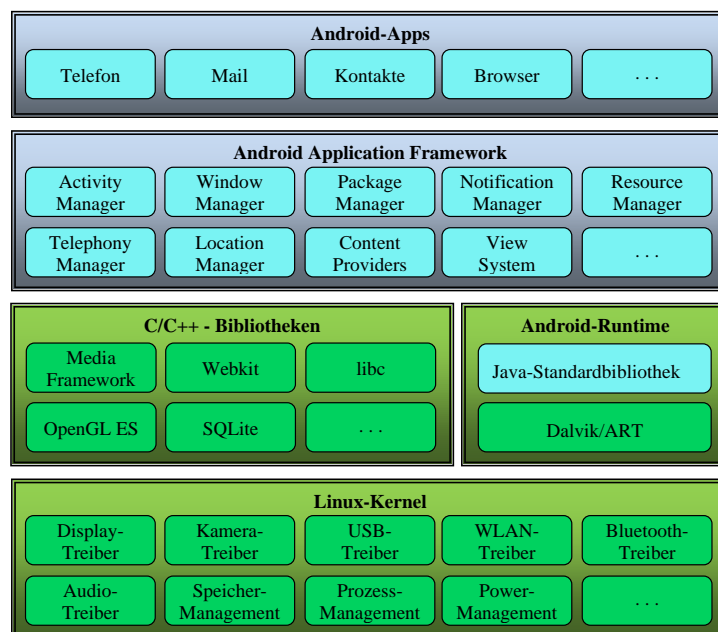 Android-Apps
Telefon
Mail
Kontakte
Browser
. . .
Android Application Framework
Activity
Manager
Window
Manager
Package
Manager
Notification
Manager
Resource
Manager
Telephony
Manager
Location
Manager
Content
Providers
View
System
. . .
C/C++ - Bibliotheken
Media
Framework
Webkit
libc
OpenGL ES
SQLite
. . .
Android-Runtime
Java-Standardbibliothek
Dalvik/ART
Linux-Kernel
Display-
Treiber
Kamera-
Treiber
USB-
Treiber
WLAN-
Treiber
Bluetooth-
Treiber
Audio-
Treiber
Speicher-
Management
Prozess-
Management
Power-
Management
. . .